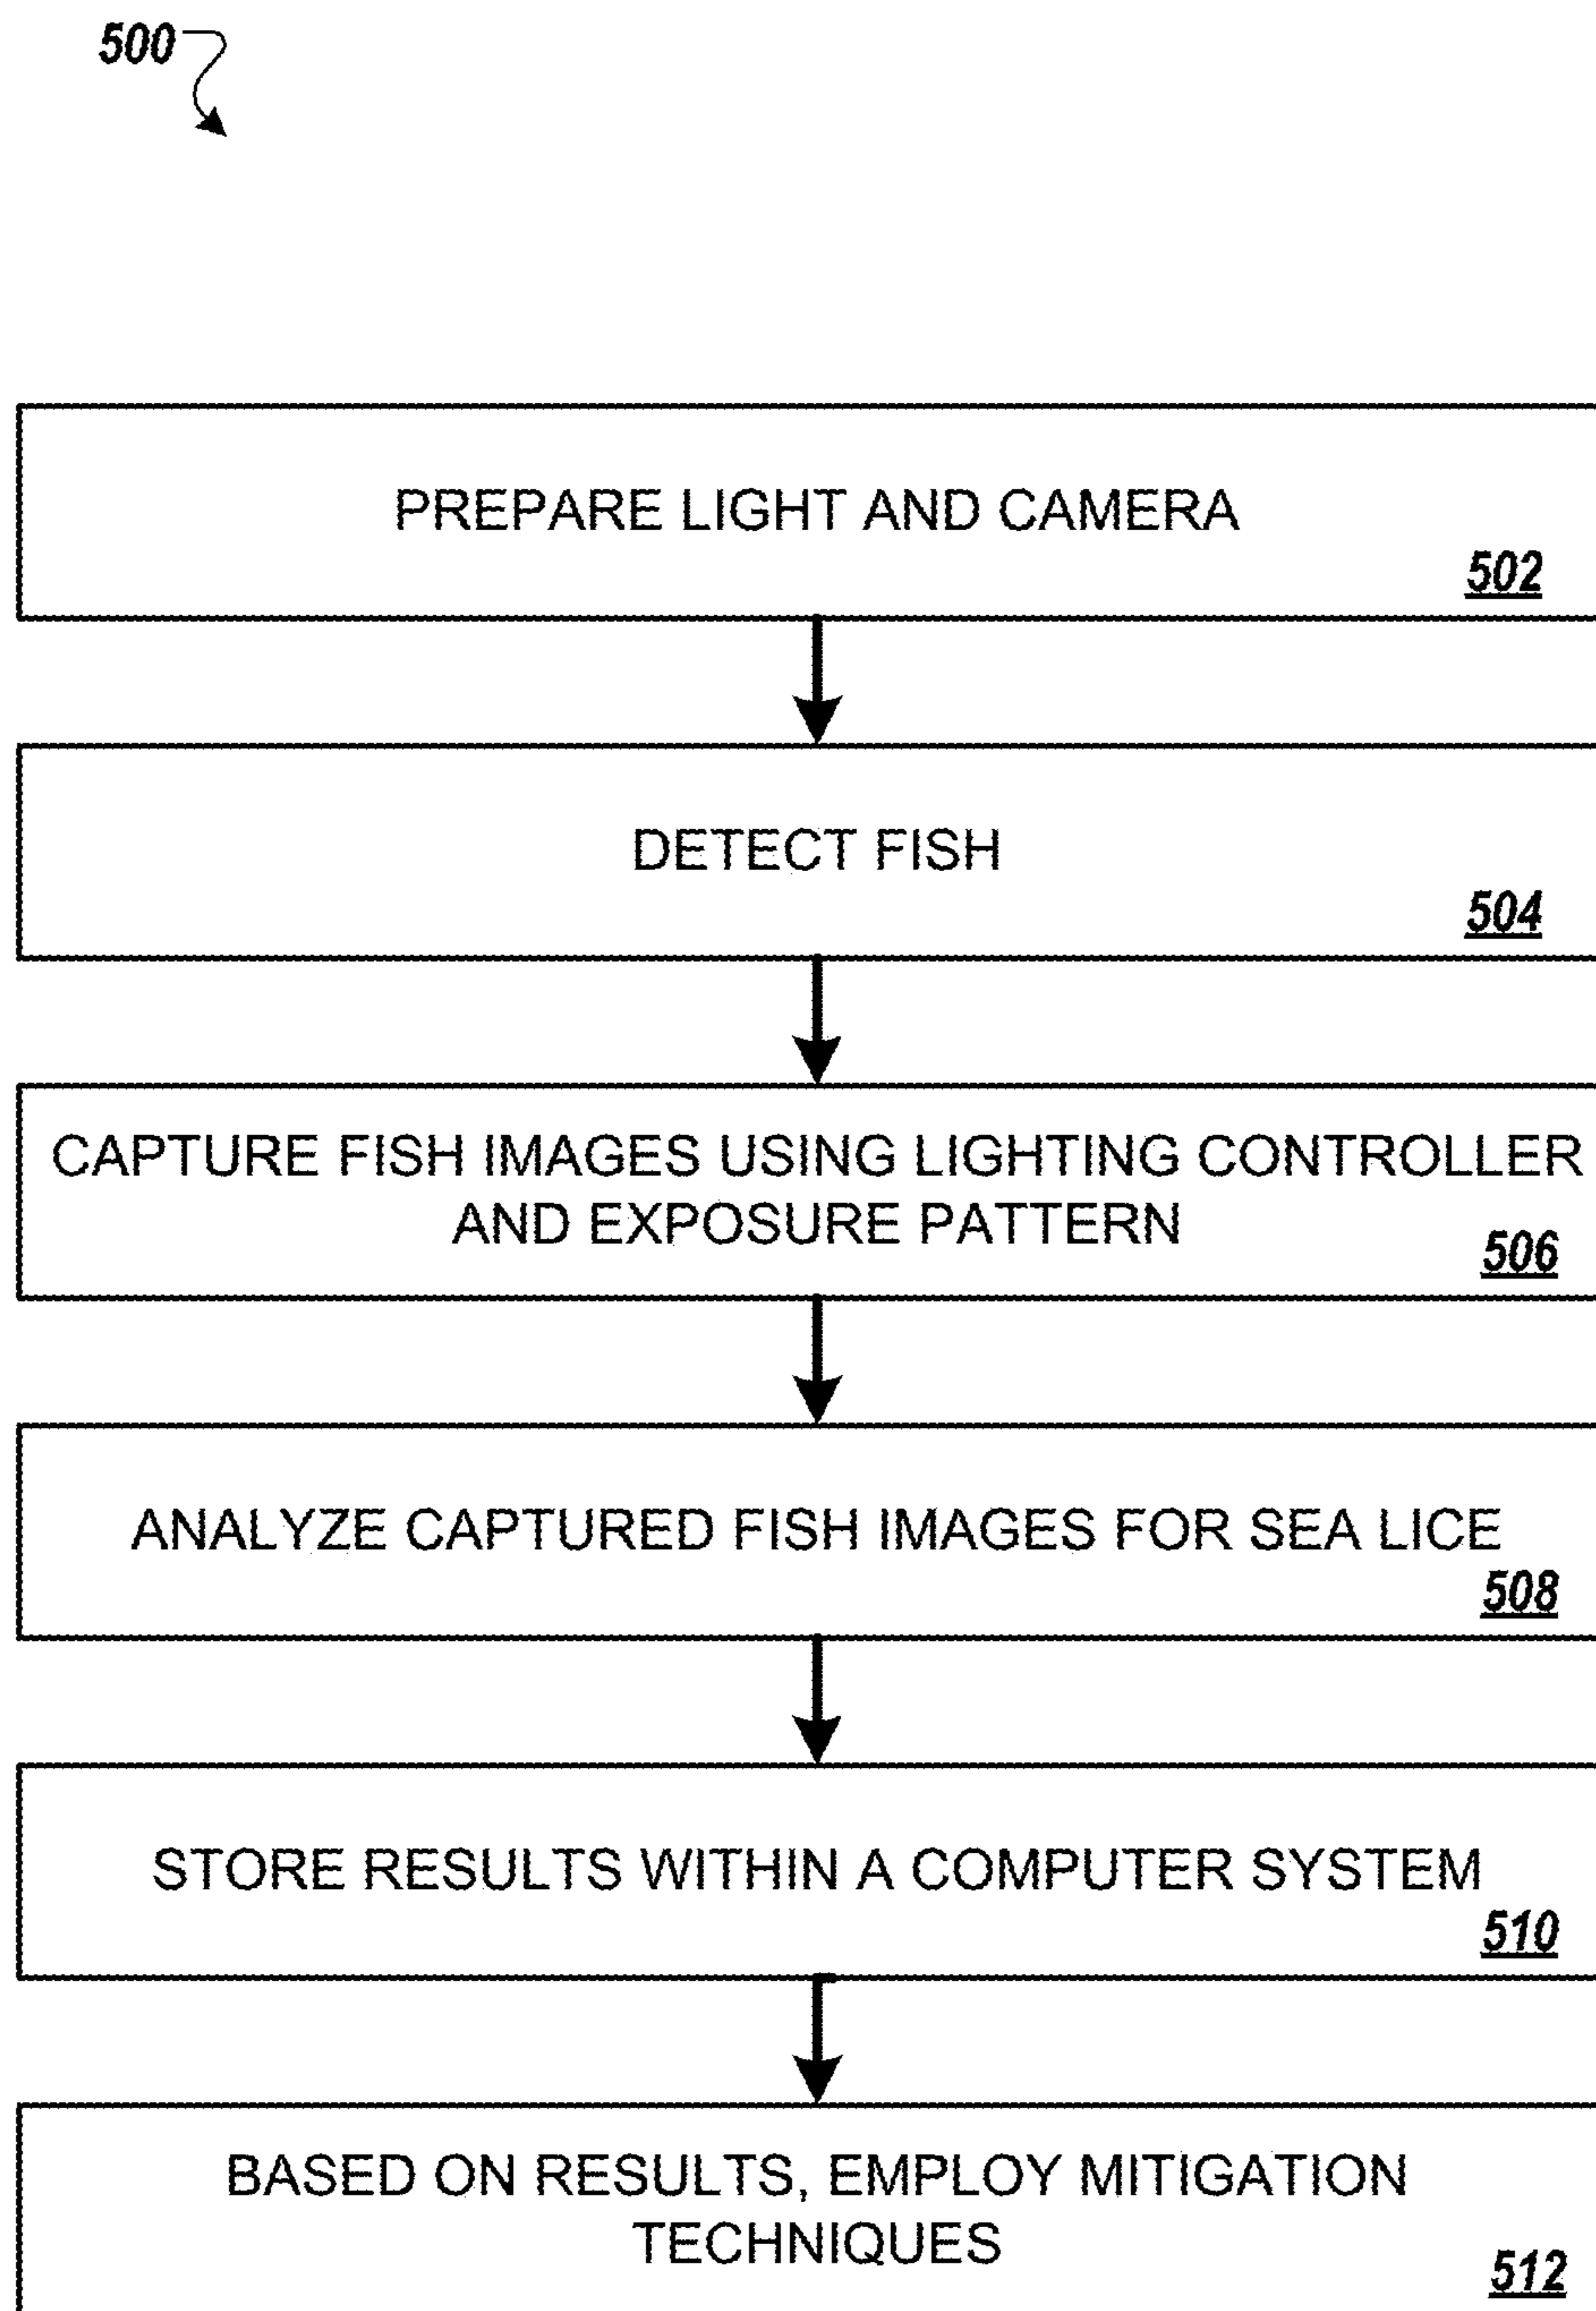 500
PREPARE LIGHT AND CAMERA
502
DETECT FISH
504
CAPTURE FISH IMAGES USING LIGHTING CONTROLLER
AND EXPOSURE PATTERN
506
ANALYZE CAPTURED FISH IMAGES FOR SEA LICE
508
STORE RESULTS WITHIN A COMPUTER SYSTEM
510
BASED ON RESULTS, EMPLOY MITIGATION
TECHNIQUES
512